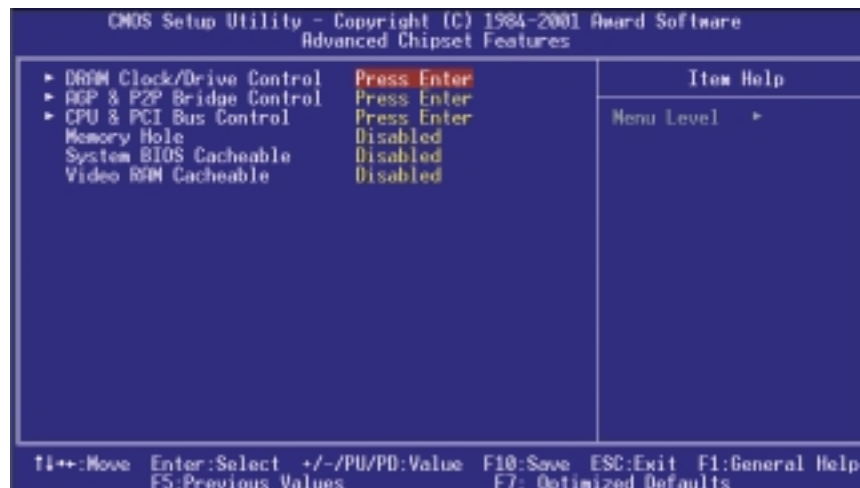 CMOS Setup Utility - Copyright (C) 1984-2001 Award Software
Advanced Chipset Features
► DRAM Clock/Drive Control Press Enter
► AGP & P2P Bridge Control Press Enter
► CPU & PCI Bus Control Press Enter
Memory Hole Disabled
System BIOS Cacheable Disabled
Video RAM Cacheable Disabled
Item Help
Menu Level ►
↑↓→←:Move Enter:Select +/-/PU/PD:Value F10:Save ESC:Exit F1:General Help
F5:Previous Values F7: Optimized Defaults